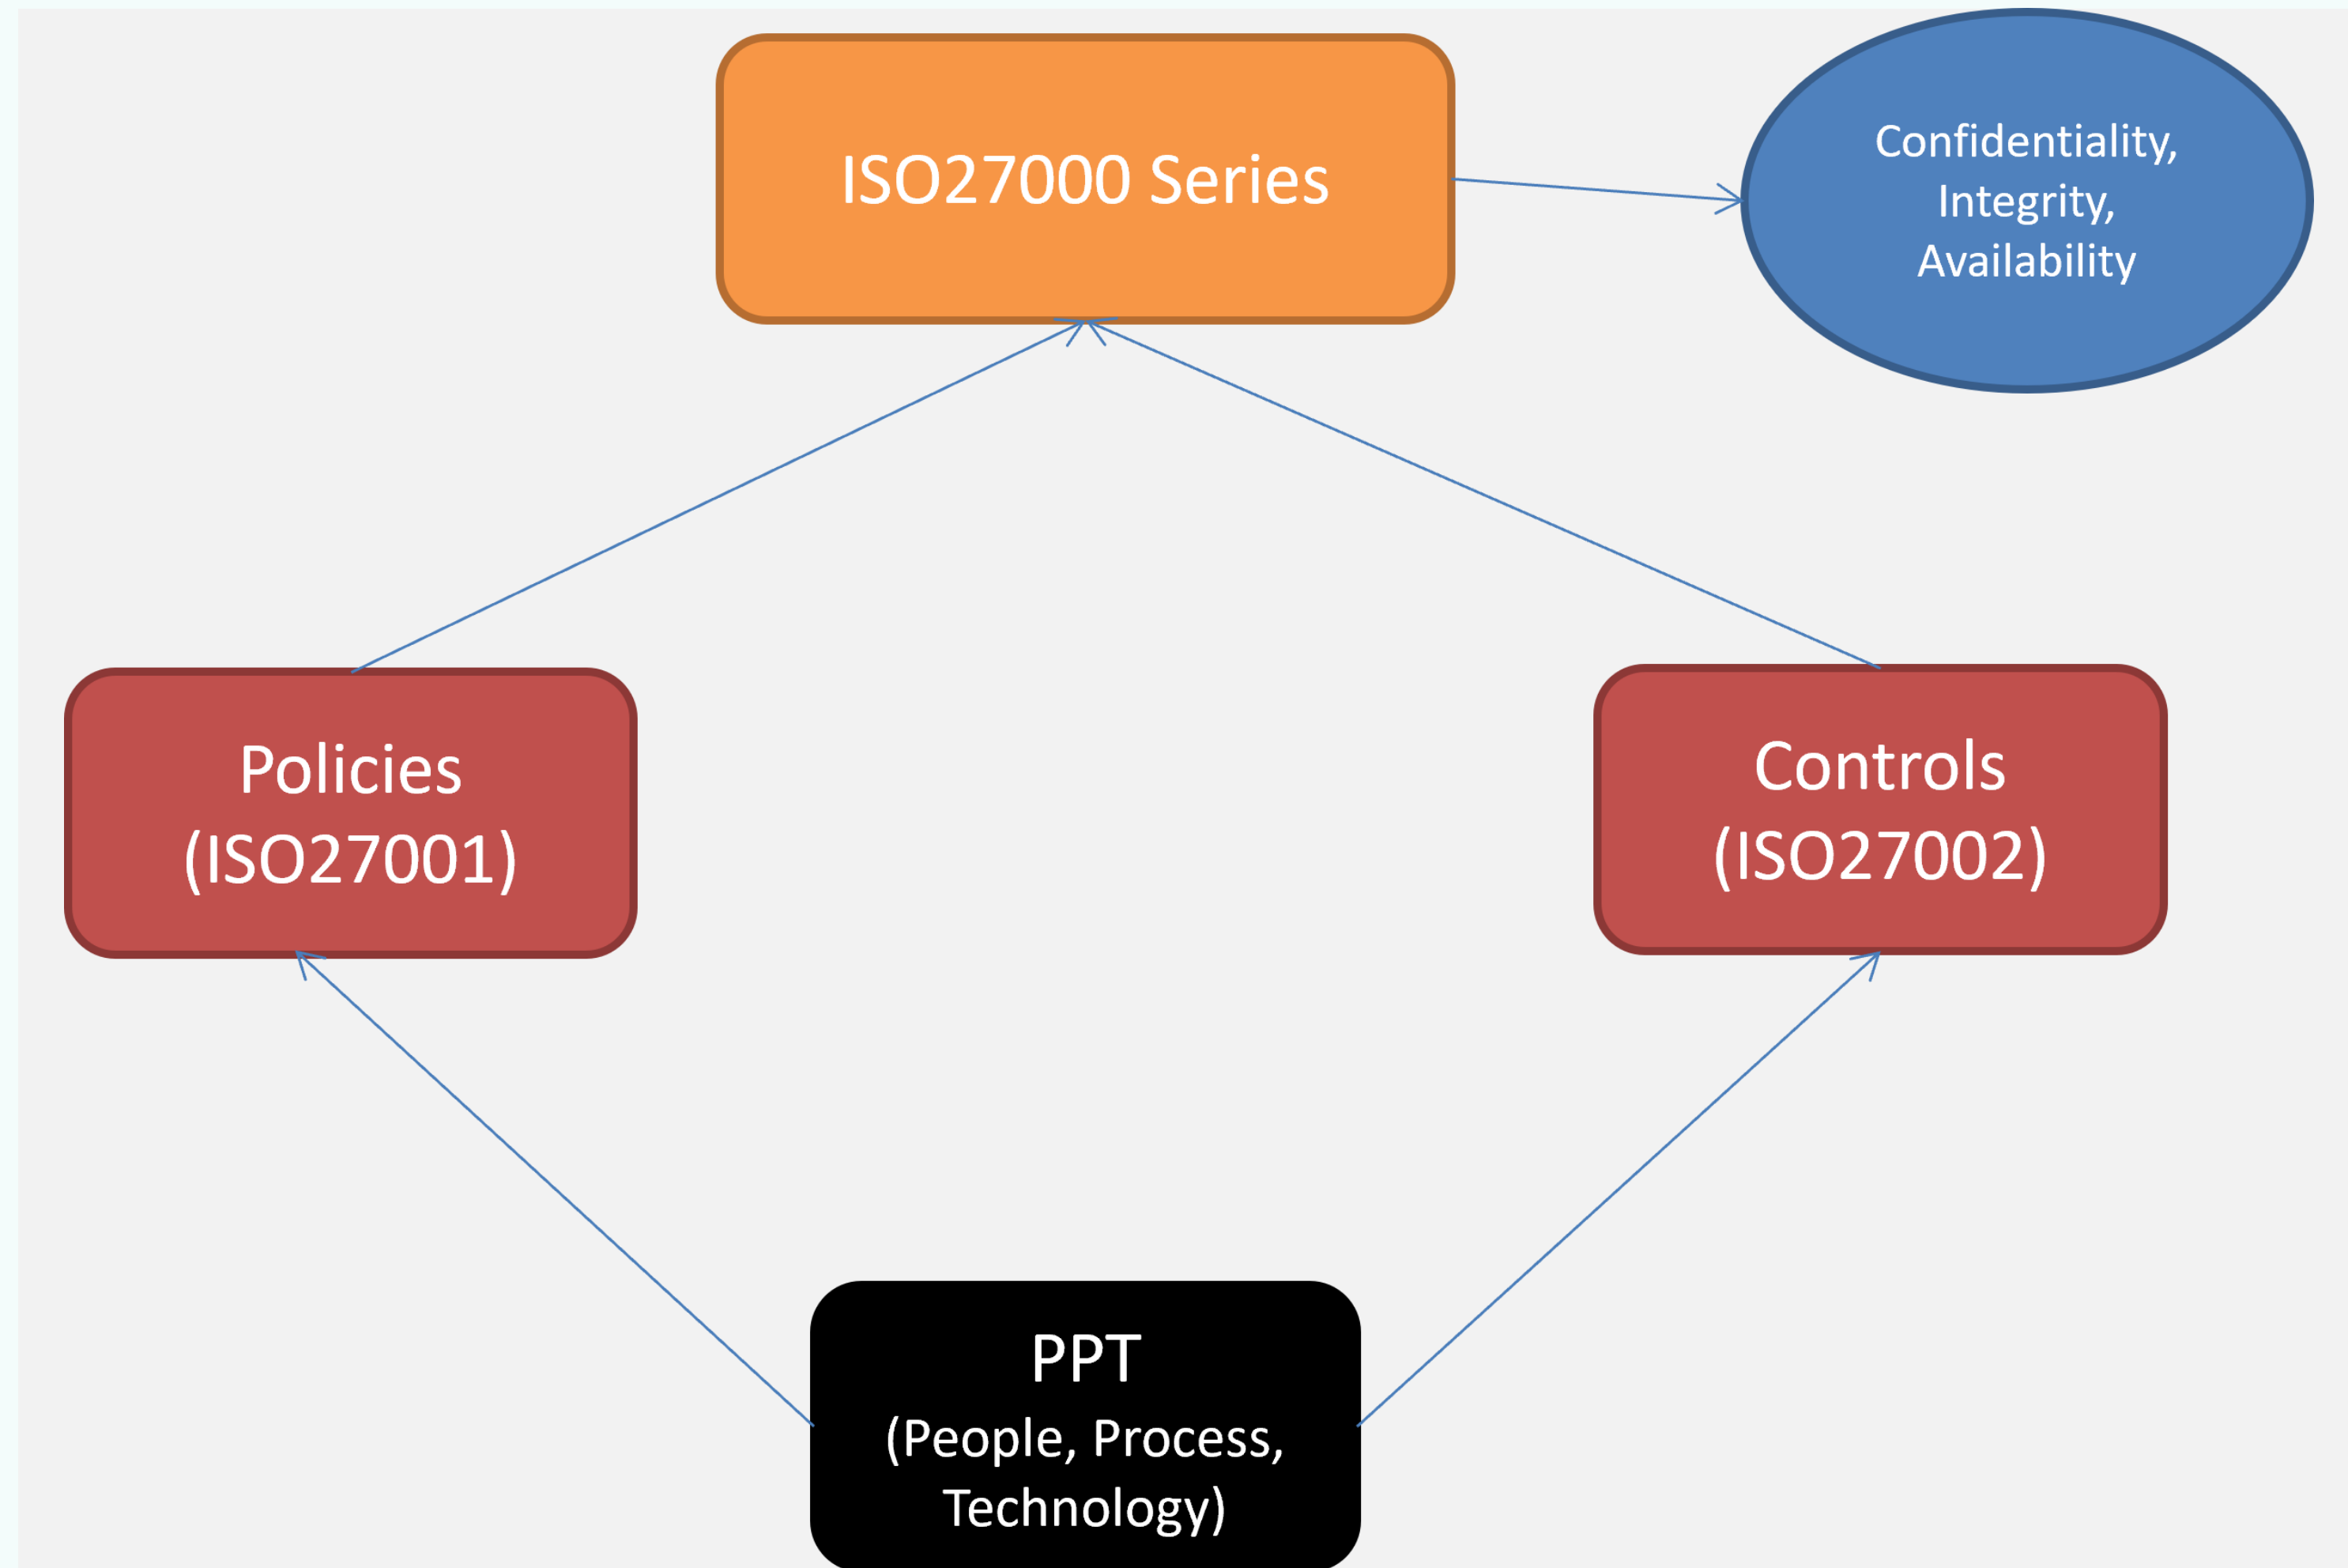 ISO27000 Series
Confidentiality,
Integrity,
Availability
Policies
(ISO27001)
Controls
(ISO27002)
PPT
(People, Process,
Technology)